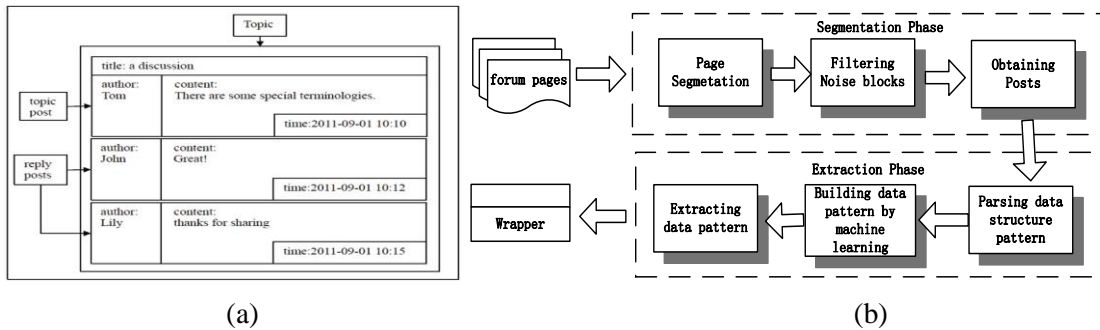 Topic
title: a discussion
author:
Tom
content:
There are some special terminologies.
time:2011-09-01 10:10
topic
post
author:
John
content:
Great!
time:2011-09-01 10:12
reply
posts
author:
Lily
content:
thanks for sharing
time:2011-09-01 10:15
(a)
forum pages
Segmentation Phase
Page
Segmetation
Filtering
Noise blocks
Obtaining
Posts
Extraction Phase
Wrapper
Extracting
data pattern
Building data
pattern by
machine
learning
Parsing data
structure
pattern
(b)